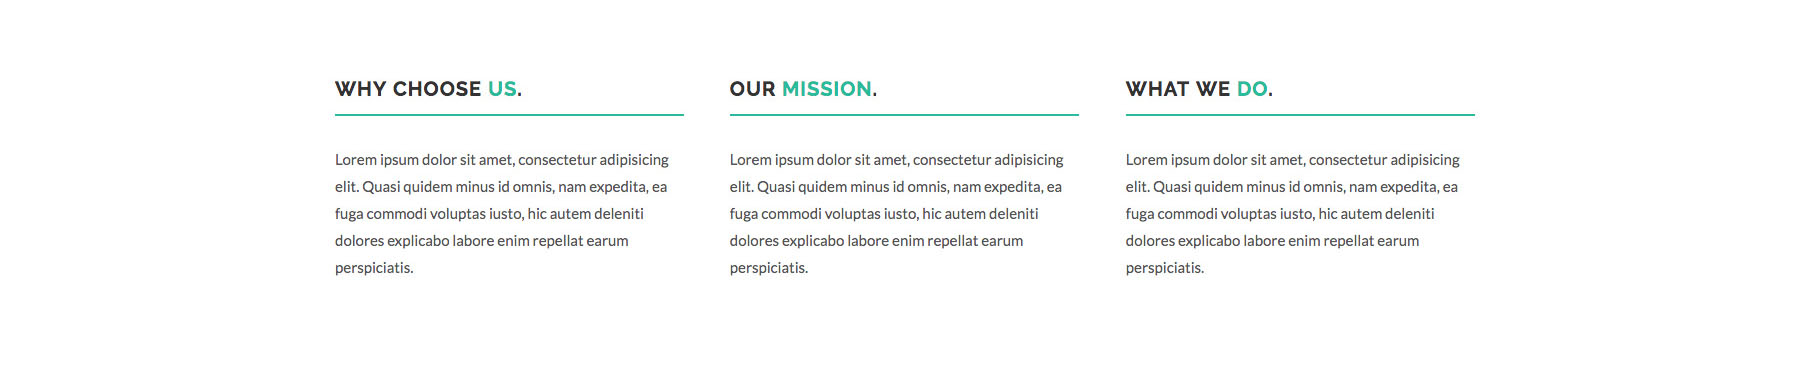 WHY CHOOSE US.
Lorem ipsum dolor sit amet, consectetur adipisicing
elit. Quasi quidem minus id omnis, nam expedita, ea
fuga commodi voluptas iusto, hic autem deleniti
dolores explicabo labore enim repellat earum
perspiciatis.
OUR MISSION.
Lorem ipsum dolor sit amet, consectetur adipisicing
elit. Quasi quidem minus id omnis, nam expedita, ea
fuga commodi voluptas iusto, hic autem deleniti
dolores explicabo labore enim repellat earum
perspiciatis.
WHAT WE DO.
Lorem ipsum dolor sit amet, consectetur adipisicing
elit. Quasi quidem minus id omnis, nam expedita, ea
fuga commodi voluptas iusto, hic autem deleniti
dolores explicabo labore enim repellat earum
perspiciatis.